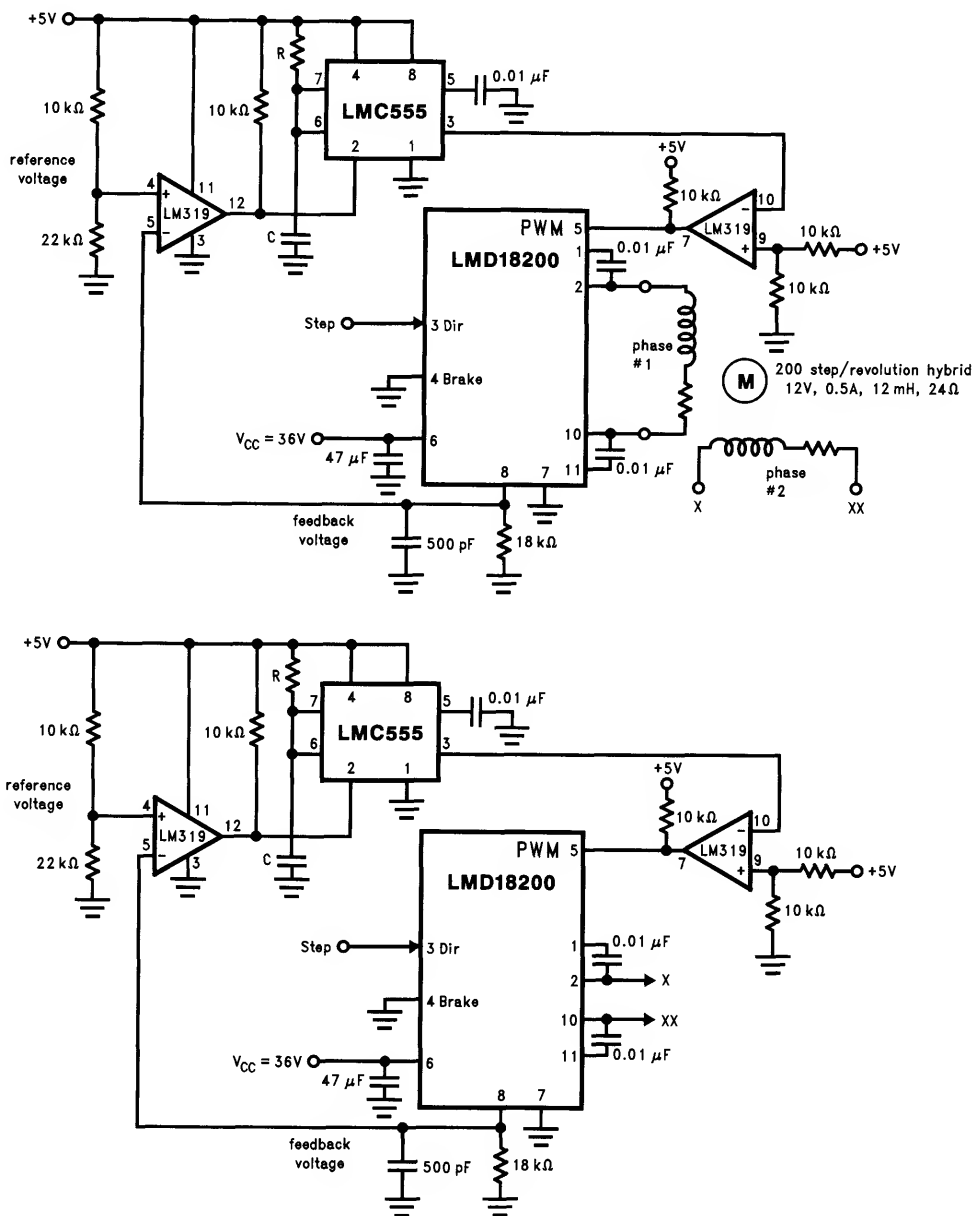 +5V
R
7
4
8
5
0.01 μF
10 kΩ
10 kΩ
LMC555
6
3
2
1
reference
voltage
4
+
11
LM319
12
5
-
3
22 kΩ
C
+5V
10 kΩ
10
-
LM319
7
9
+
10 kΩ
+5V
10 kΩ
PWM 5
1
0.01 μF
LMD18200
2
Step
3 Dir
phase
#1
M
200 step/revolution hybrid
12V, 0.5A, 12 mH, 24Ω
4 Brake
VCC = 36V
6
47 μF
10
11
0.01 μF
8
7
phase
#2
X
XX
feedback
voltage
500 pF
18 kΩ
+5V
R
7
4
8
5
0.01 μF
10 kΩ
10 kΩ
LMC555
6
3
2
1
reference
voltage
4
+
11
LM319
12
5
-
3
22 kΩ
C
+5V
10 kΩ
10
-
LM319
7
9
+
10 kΩ
+5V
10 kΩ
PWM 5
LMD18200
Step
3 Dir
1
0.01 μF
2
X
4 Brake
10
XX
VCC = 36V
6
47 μF
11
0.01 μF
8
7
feedback
voltage
500 pF
18 kΩ